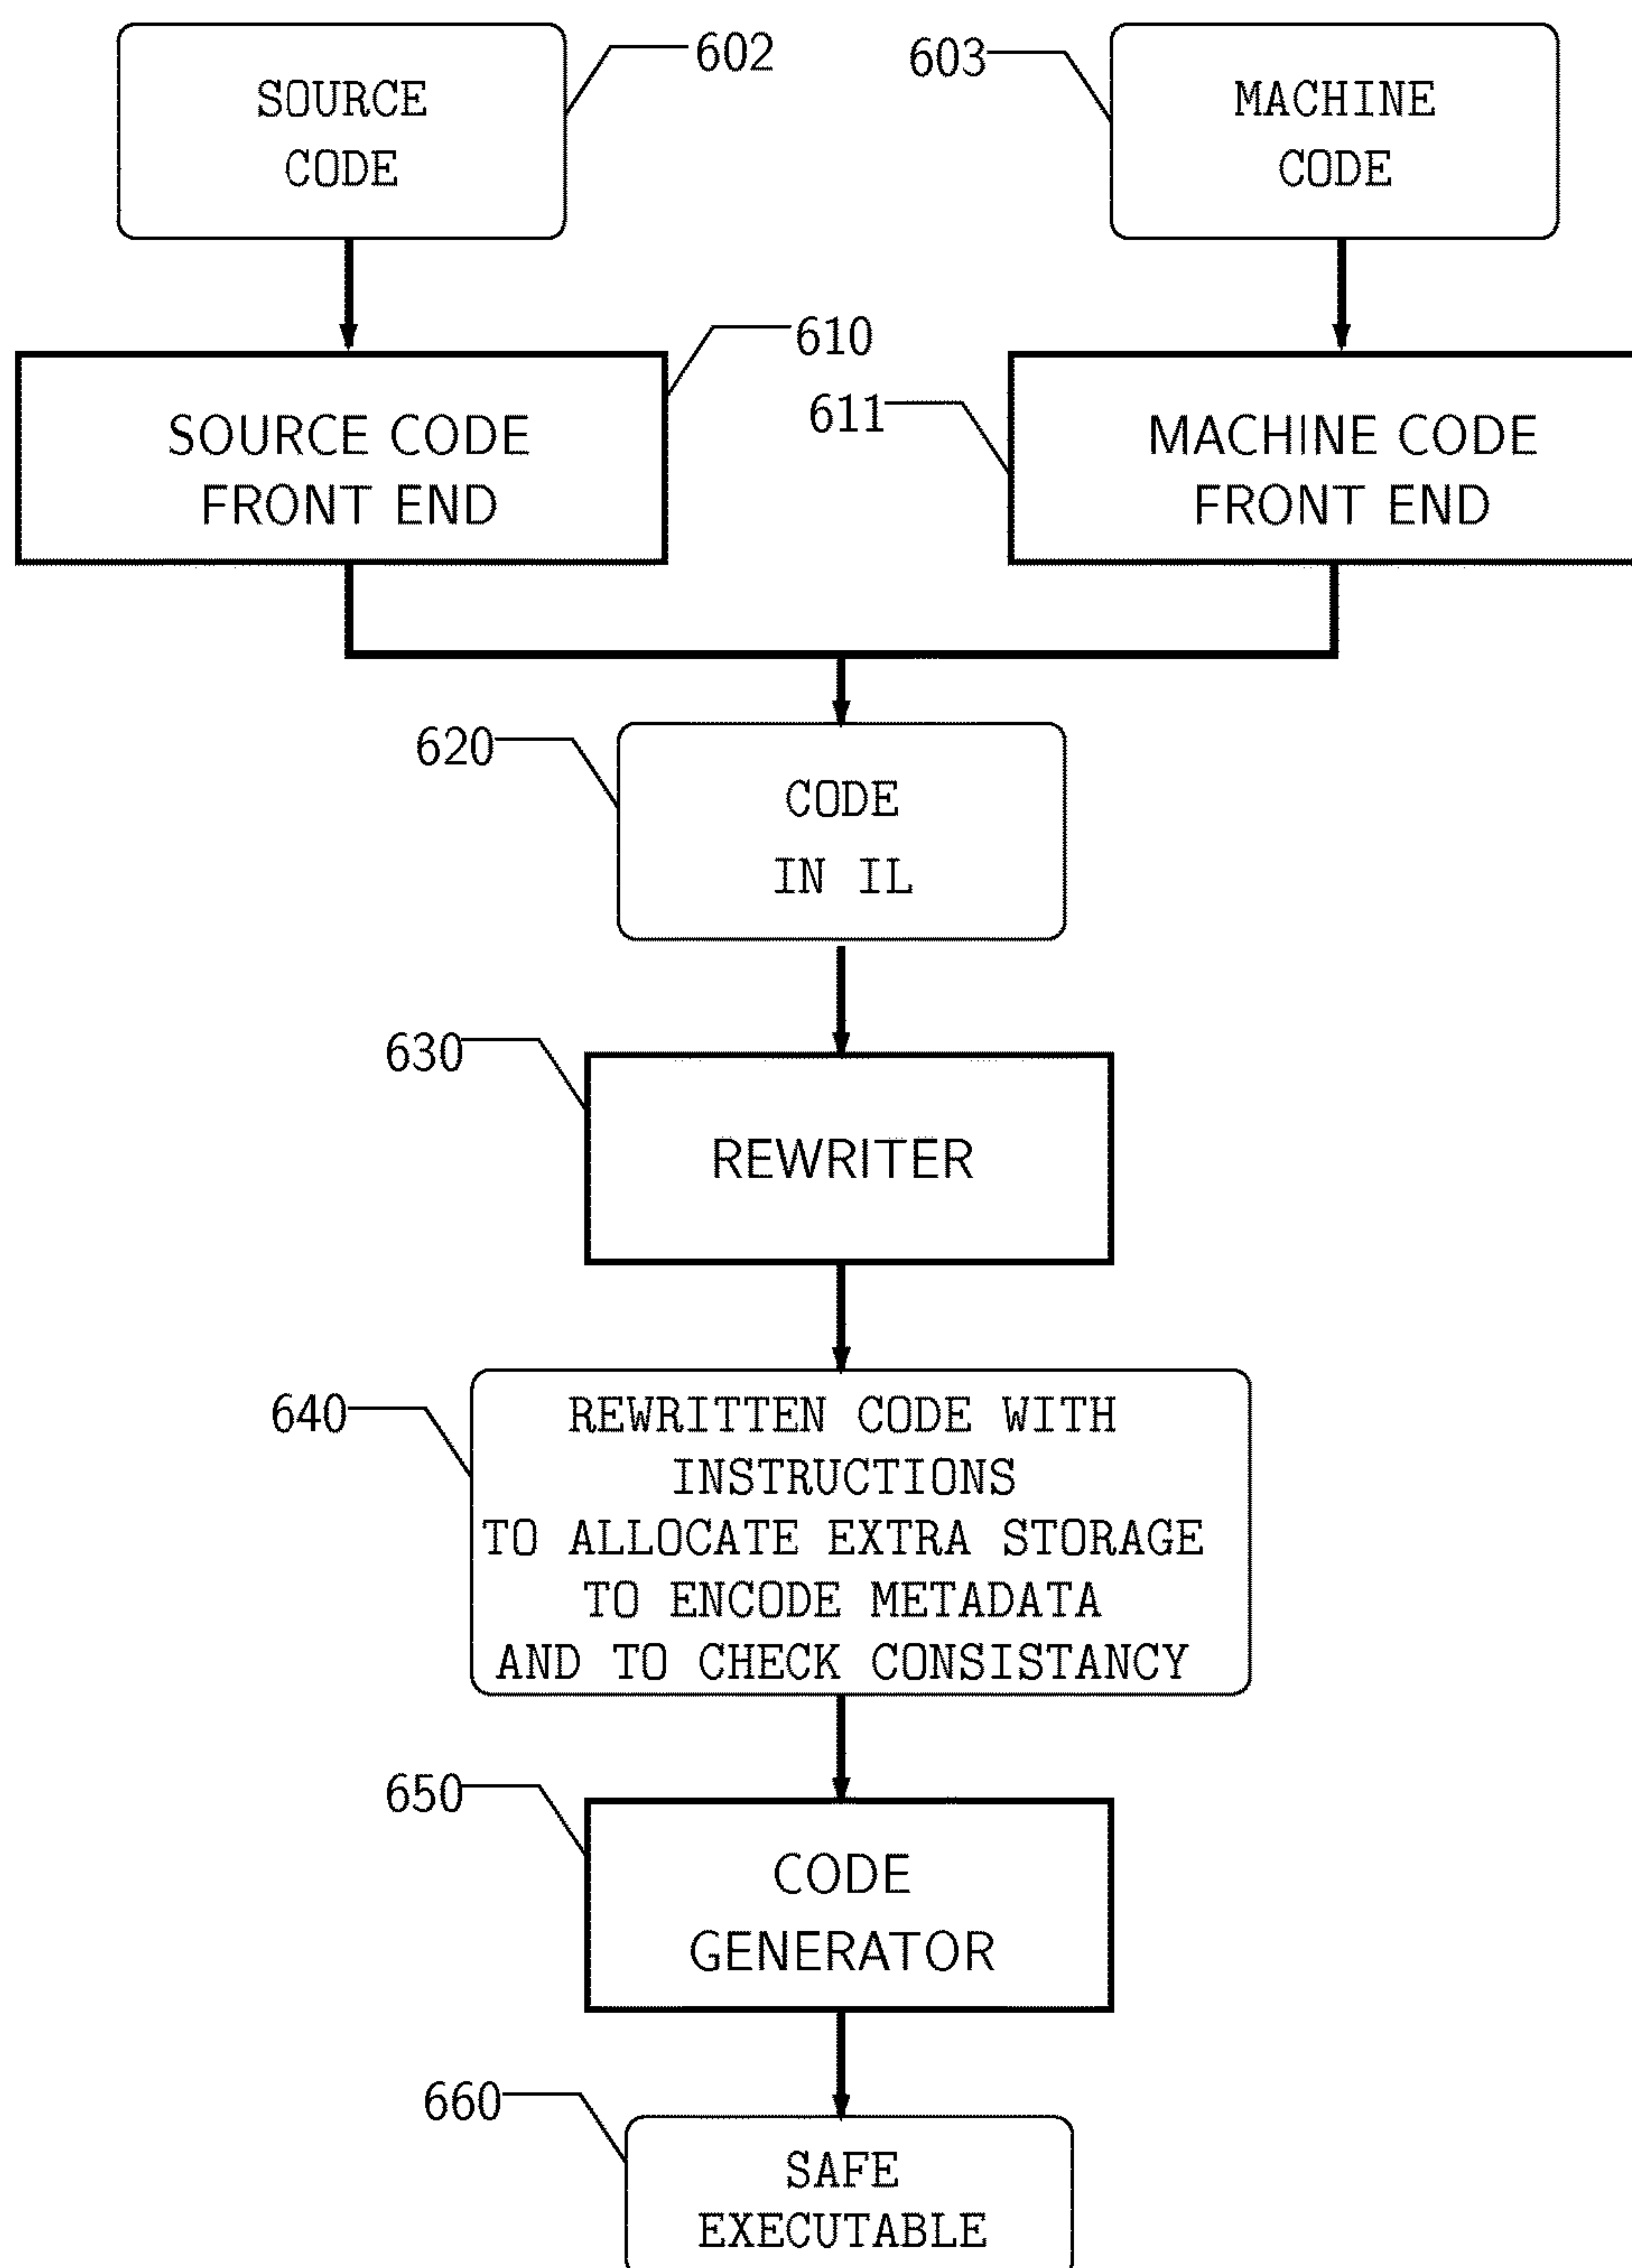 602
603
SOURCE
CODE
MACHINE
CODE
610
611
SOURCE CODE
FRONT END
MACHINE CODE
FRONT END
620
CODE
IN IL
630
REWRITER
640
REWRITTEN CODE WITH
INSTRUCTIONS
TO ALLOCATE EXTRA STORAGE
TO ENCODE METADATA
AND TO CHECK CONSISTANCY
650
CODE
GENERATOR
660
SAFE
EXECUTABLE